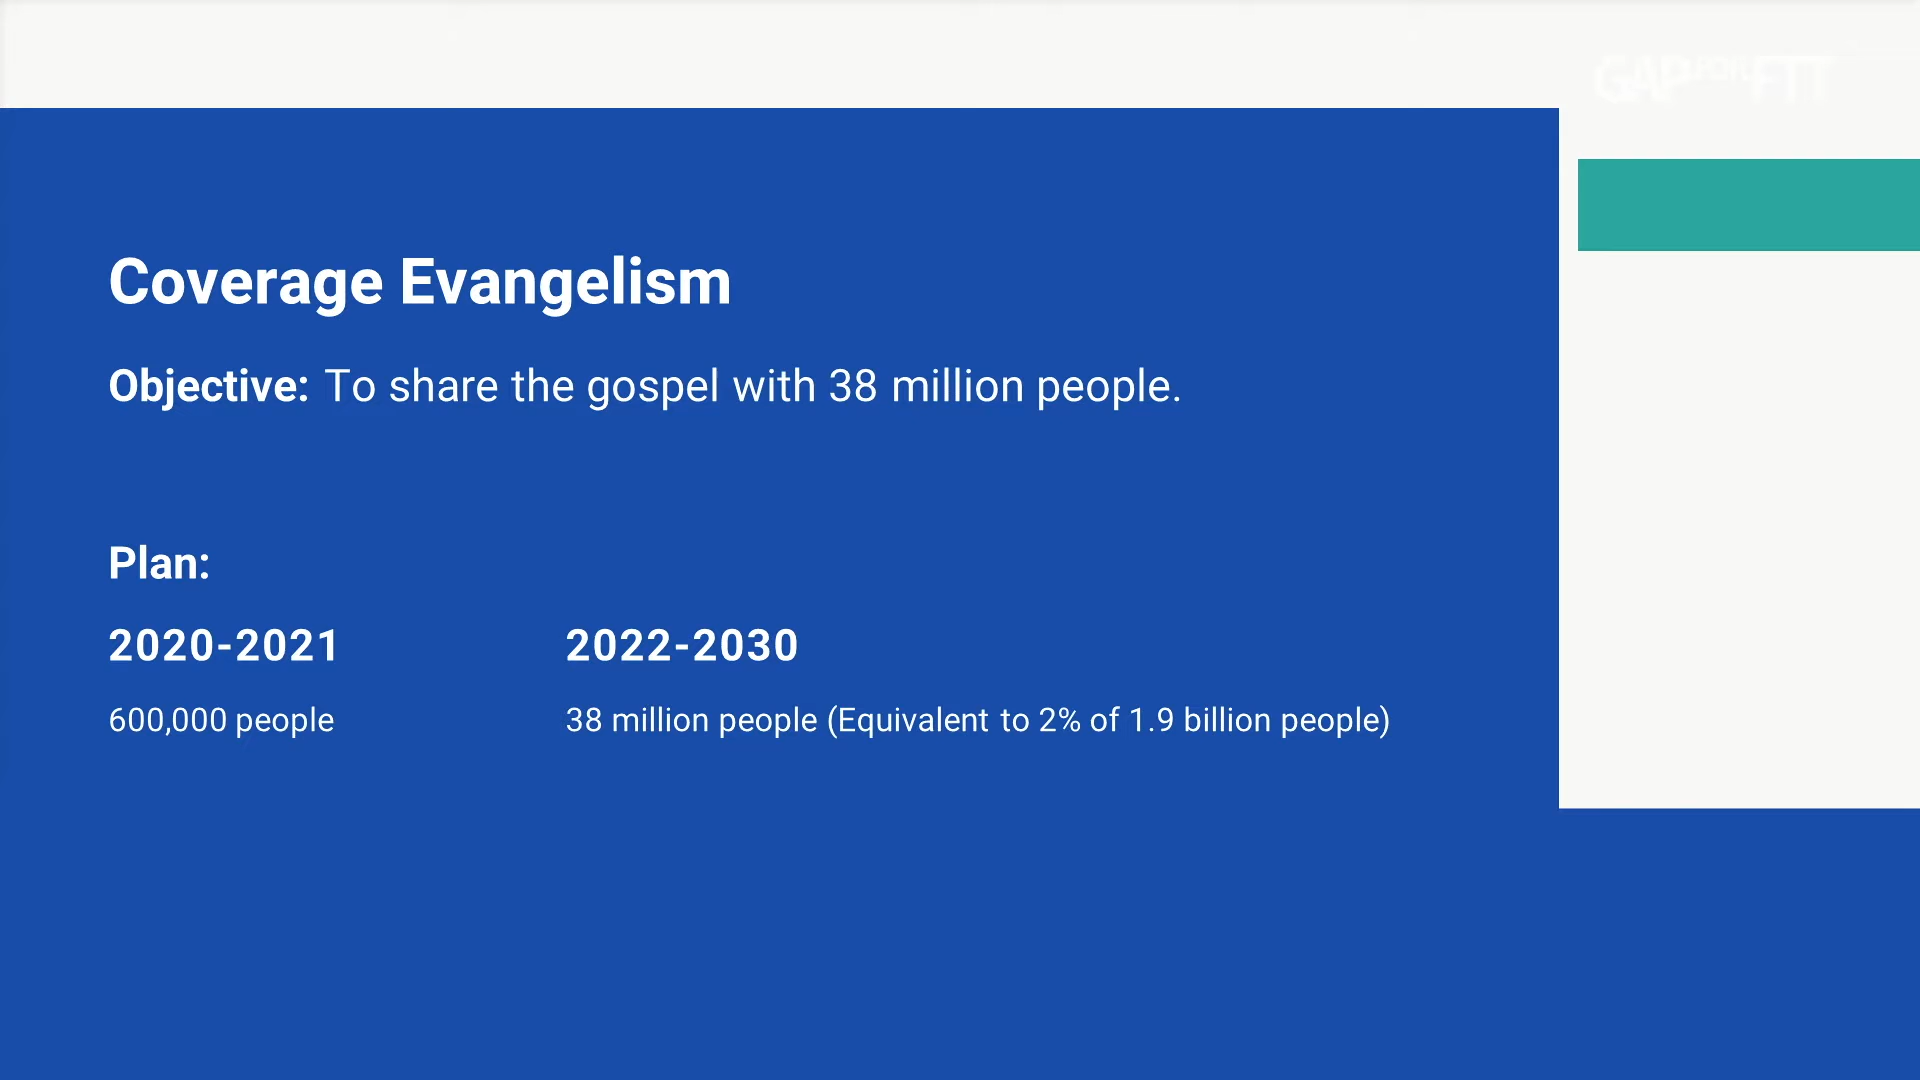 Coverage Evangelism
Objective: To share the gospel with 38 million people.
Plan:
2020-2021
600,000 people
2022-2030
38 million people (Equivalent to 2% of 1.9 billion people)